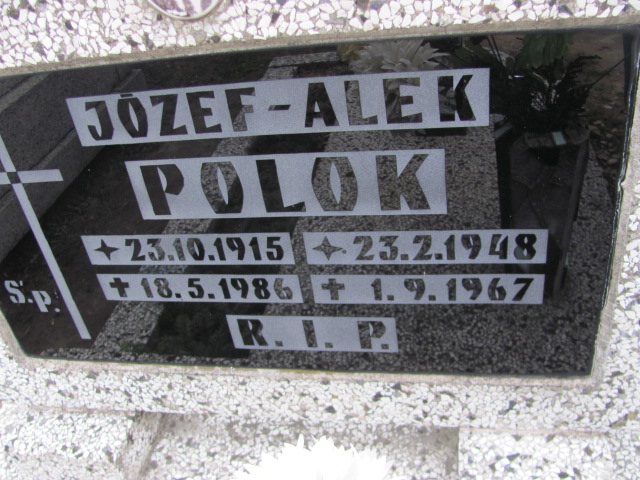 JÓZEF-ALEK
POLOK
23.10.1915 23.2.1948
18.5.1986 1.9.1967
Ś.p.
R. I. P.